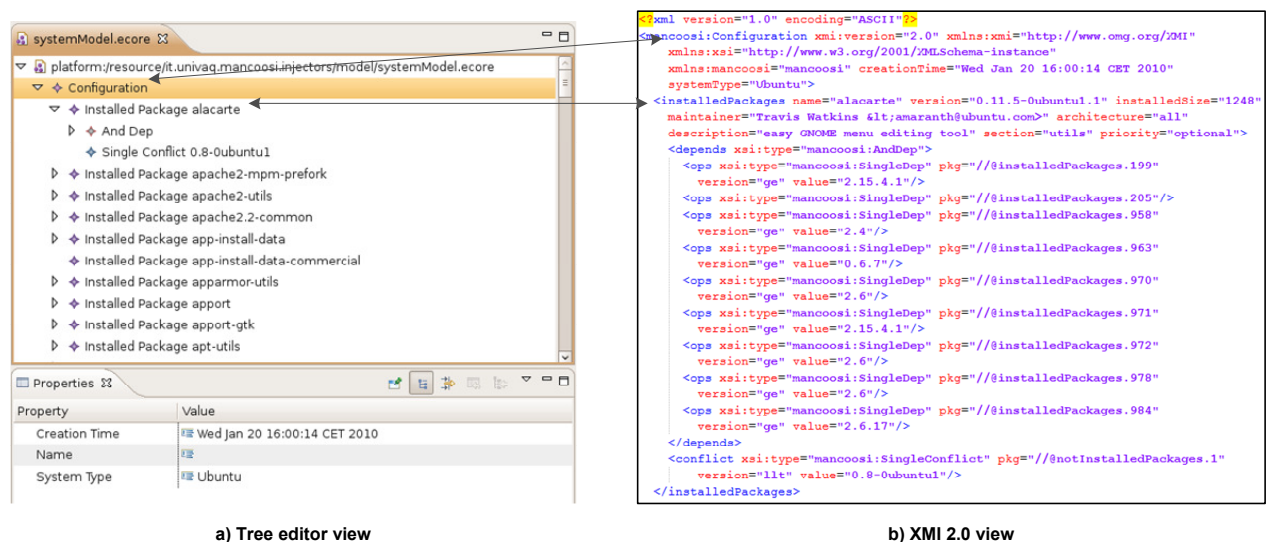 systemModel.ecore
platform:/resource/it.univaq.mancoosi.injectors/model/systemModel.ecore
Configuration
Installed Package alacarte
And Dep
Single Conflict 0.8-0ubuntu1
Installed Package apache2-mpm-prefork
Installed Package apache2-utils
Installed Package apache2.2-common
Installed Package app-install-data
Installed Package app-install-data-commercial
Installed Package apparmor-utils
Installed Package apport
Installed Package apport-gtk
Installed Package apt-utils
Properties
Property Value
Creation Time Wed Jan 20 16:00:14 CET 2010
Name
System Type Ubuntu
a) Tree editor view
<?xml version="1.0" encoding="ASCII"?>
<mancoosi:Configuration xmi:version="2.0" xmlns:xmi="http://www.omg.org/XMI"
xmlns:xsi="http://www.w3.org/2001/XMLSchema-instance"
xmlns:mancoosi="mancoosi" creationTime="Wed Jan 20 16:00:14 CET 2010"
systemType="Ubuntu">
<installedPackages name="alacarte" version="0.11.5-0ubuntu1.1" installedSize="1248"
maintainer="Travis Watkins &lt;amaranth@ubuntu.com>" architecture="all"
description="easy GNOME menu editing tool" section="utils" priority="optional">
<depends xsi:type="mancoosi:AndDep">
<ops xsi:type="mancoosi:SingleDep" pkg="//@installedPackages.199"
version="ge" value="2.15.4.1"/>
<ops xsi:type="mancoosi:SingleDep" pkg="//@installedPackages.205"/>
<ops xsi:type="mancoosi:SingleDep" pkg="//@installedPackages.958"
version="ge" value="2.4"/>
<ops xsi:type="mancoosi:SingleDep" pkg="//@installedPackages.963"
version="ge" value="0.6.7"/>
<ops xsi:type="mancoosi:SingleDep" pkg="//@installedPackages.970"
version="ge" value="2.6"/>
<ops xsi:type="mancoosi:SingleDep" pkg="//@installedPackages.971"
version="ge" value="2.15.4.1"/>
<ops xsi:type="mancoosi:SingleDep" pkg="//@installedPackages.972"
version="ge" value="2.6"/>
<ops xsi:type="mancoosi:SingleDep" pkg="//@installedPackages.978"
version="ge" value="2.6"/>
<ops xsi:type="mancoosi:SingleDep" pkg="//@installedPackages.984"
version="ge" value="2.6.17"/>
</depends>
<conflict xsi:type="mancoosi:SingleConflict" pkg="//@notInstalledPackages.1"
version="llt" value="0.8-0ubuntu1"/>
</installedPackages>
b) XMI 2.0 view